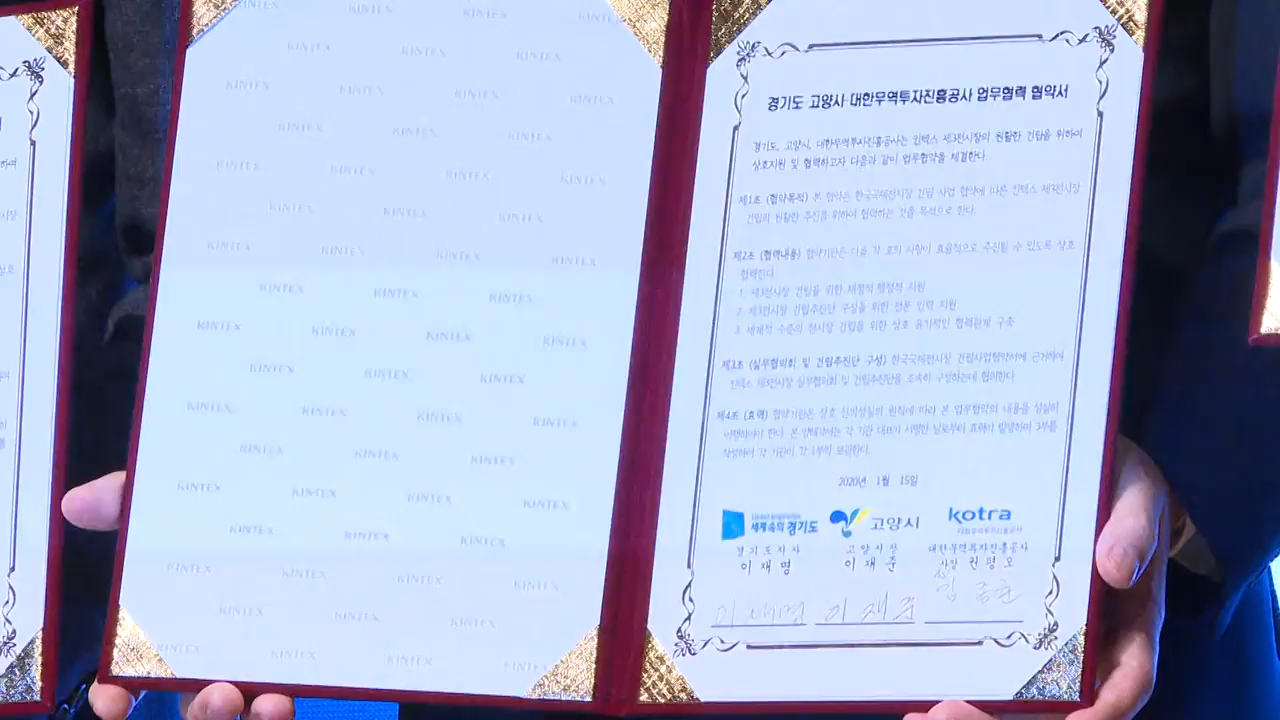 KINTEX
경기도 고양시 대한무역투자진흥공사 업무협력 협약서
경기도, 고양시, 대한무역투자진흥공사는 킨텍스 제3전시장의 원활한 건립을 위하여
상호지원 및 협력하고자 다음과 같이 업무협약을 체결한다.
제1조 (협약목적) 본 협약은 한국국제전시장 건립 사업 협약에 따른 킨텍스 제3전시장
건립의 원활한 추진을 위하여 협력하는 것을 목적으로 한다.
제2조 (협력내용) 협약기관은 다음 각 호의 사항이 효율적으로 추진될 수 있도록 상호
협력한다.
1. 제3전시장 건립을 위한 재정적·행정적 지원
2. 제3전시장 건립추진단 구성을 위한 전문 인력 지원
3. 세계적 수준의 전시장 건립을 위한 상호 유기적인 협력관계 구축
제3조 (실무협의회 및 건립추진단 구성) 한국국제전시장 건립사업협약서에 근거하여
킨텍스 제3전시장 실무협의회 및 건립추진단을 조속히 구성하는데 협의한다.
제4조 (효력) 협약기관은 상호 신의성실의 원칙에 따라 본 업무협약의 내용을 성실히
이행하여야 한다. 본 양해각서는 각 기관 대표가 서명한 날로부터 효력이 발생하며 3부를
작성하여 각 기관이 각 1부씩 보관한다.
2020년 1월 15일
세계속의 경기도 고양시 kotra
대한무역투자진흥공사
경기도지사 고양시장 대한무역투자진흥공사
이재명 이재준 사장 권평오
이재명 이재준